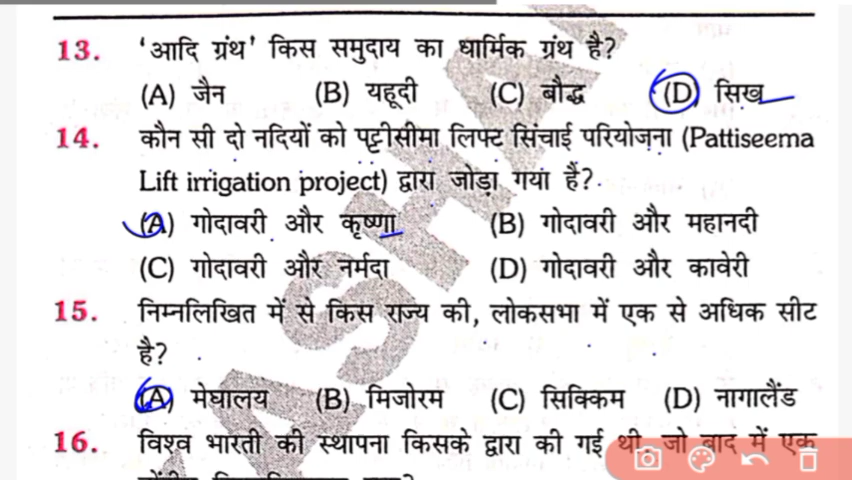 13. 'आदि ग्रंथ' किस समुदाय का धार्मिक ग्रंथ है?
(A) जैन (B) यहूदी (C) बौद्ध (D) सिख
14. कौन सी दो नदियों को पट्टीसीमा लिफ्ट सिंचाई परियोजना (Pattiseema
Lift irrigation project) द्वारा जोड़ा गया है?
(A) गोदावरी और कृष्णा (B) गोदावरी और महानदी
(C) गोदावरी और नर्मदा (D) गोदावरी और कावेरी
15. निम्नलिखित में से किस राज्य की, लोकसभा में एक से अधिक सीट
है?
(A) मेघालय (B) मिजोरम (C) सिक्किम (D) नागालैंड
16. विश्व भारती की स्थापना किसके द्वारा की गई थी, जो बाद में एक